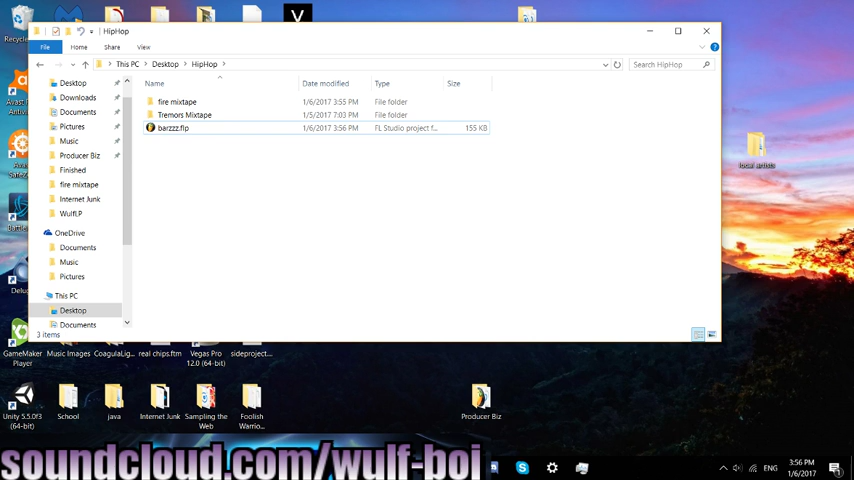 Recycle
V
HipHop
File Home Share View
This PC Desktop HipHop
Search HipHop
Name Date modified Type Size
fire mixtape 1/6/2017 3:55 PM File folder
Tremors Mixtape 1/5/2017 7:03 PM File folder
barzzz.flp 1/6/2017 3:56 PM FL Studio project f... 155 KB
Desktop
Downloads
Documents
Pictures
Music
Producer Biz
Finished
fire mixtape
Internet Junk
WulfLP
OneDrive
Documents
Music
Pictures
This PC
Desktop
Documents
3 items
Avast
SafeZ
Battle
Delu
local artists
GameMaker Player
Music Images
CoagulaLig...
real chips.ftm
Vegas Pro 12.0 (64-bit)
sideproject...
Unity 5.5.0f3 (64-bit)
School
java
Internet Junk
Sampling the Web
Foolish Warrio...
Producer Biz
soundcloud.com/wulf-boi
ENG
3:56 PM
1/6/2017